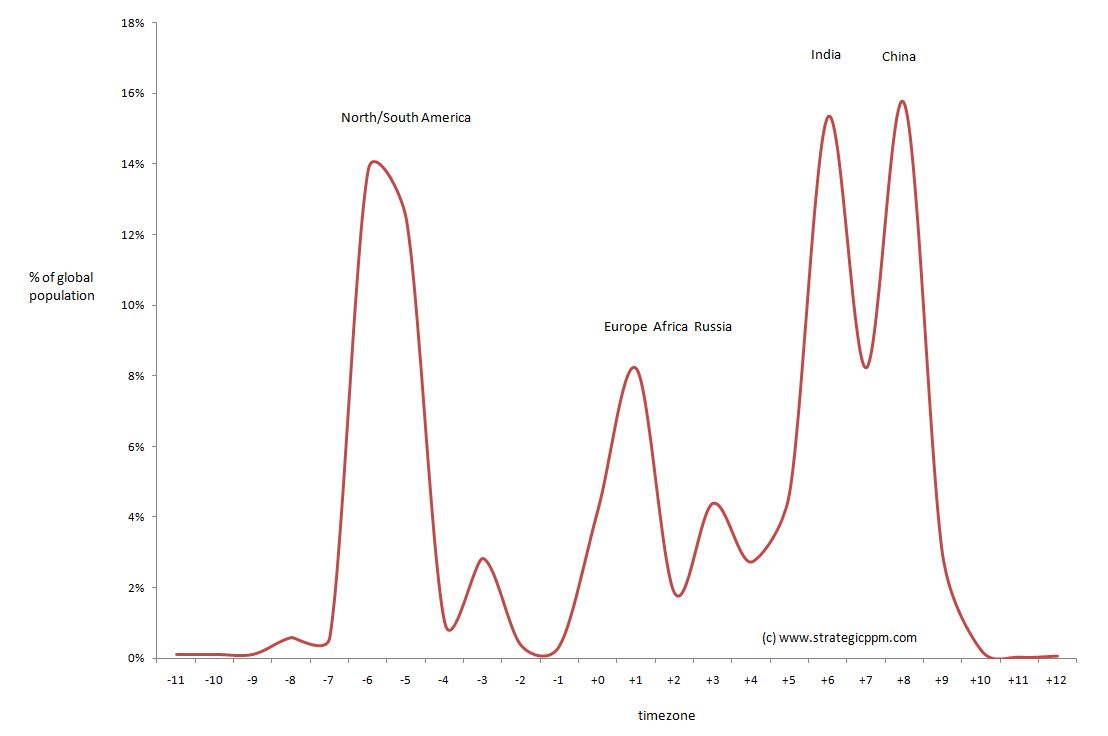 18%
India
China
16%
North/South America
14%
12%
% of global
population
10%
Europe Africa Russia
8%
6%
4%
2%
(c) www.strategicppm.com
0%
-11 -10 -9 -8 -7 -6 -5 -4 -3 -2 -1 +0 +1 +2 +3 +4 +5 +6 +7 +8 +9 +10 +11 +12
timezone